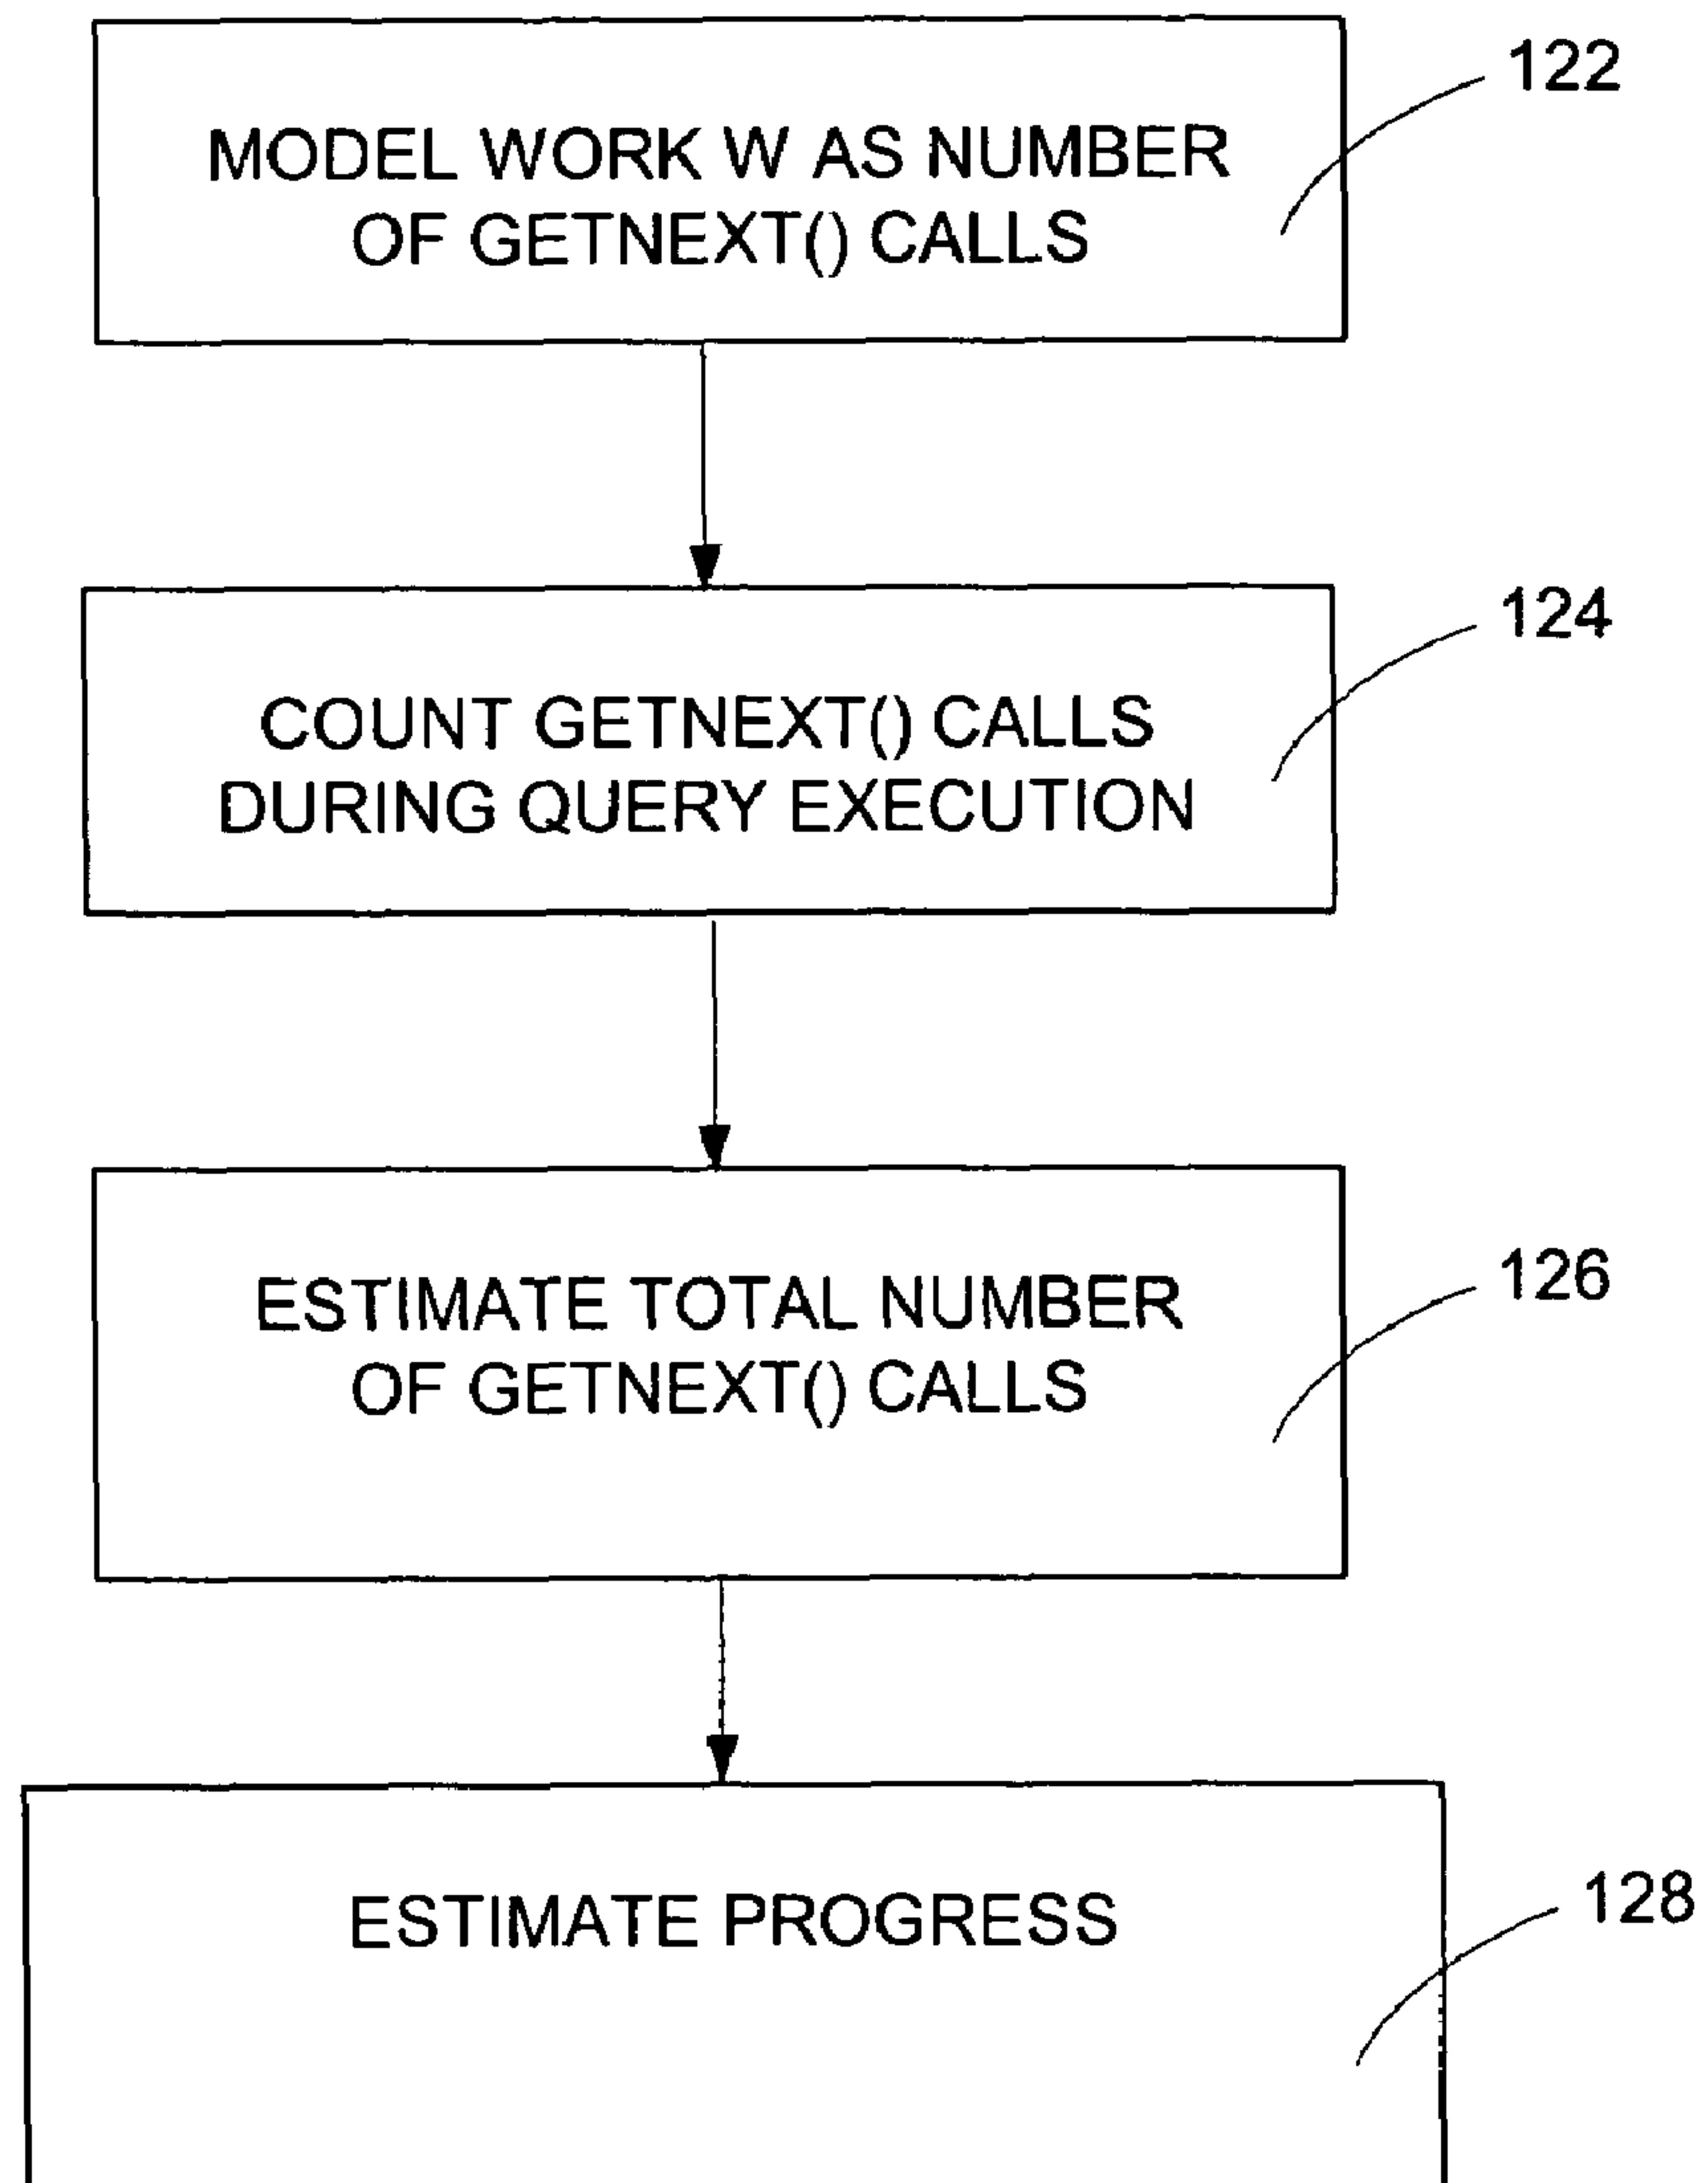 122
MODEL WORK W AS NUMBER
OF GETNEXT() CALLS
124
COUNT GETNEXT() CALLS
DURING QUERY EXECUTION
126
ESTIMATE TOTAL NUMBER
OF GETNEXT() CALLS
128
ESTIMATE PROGRESS